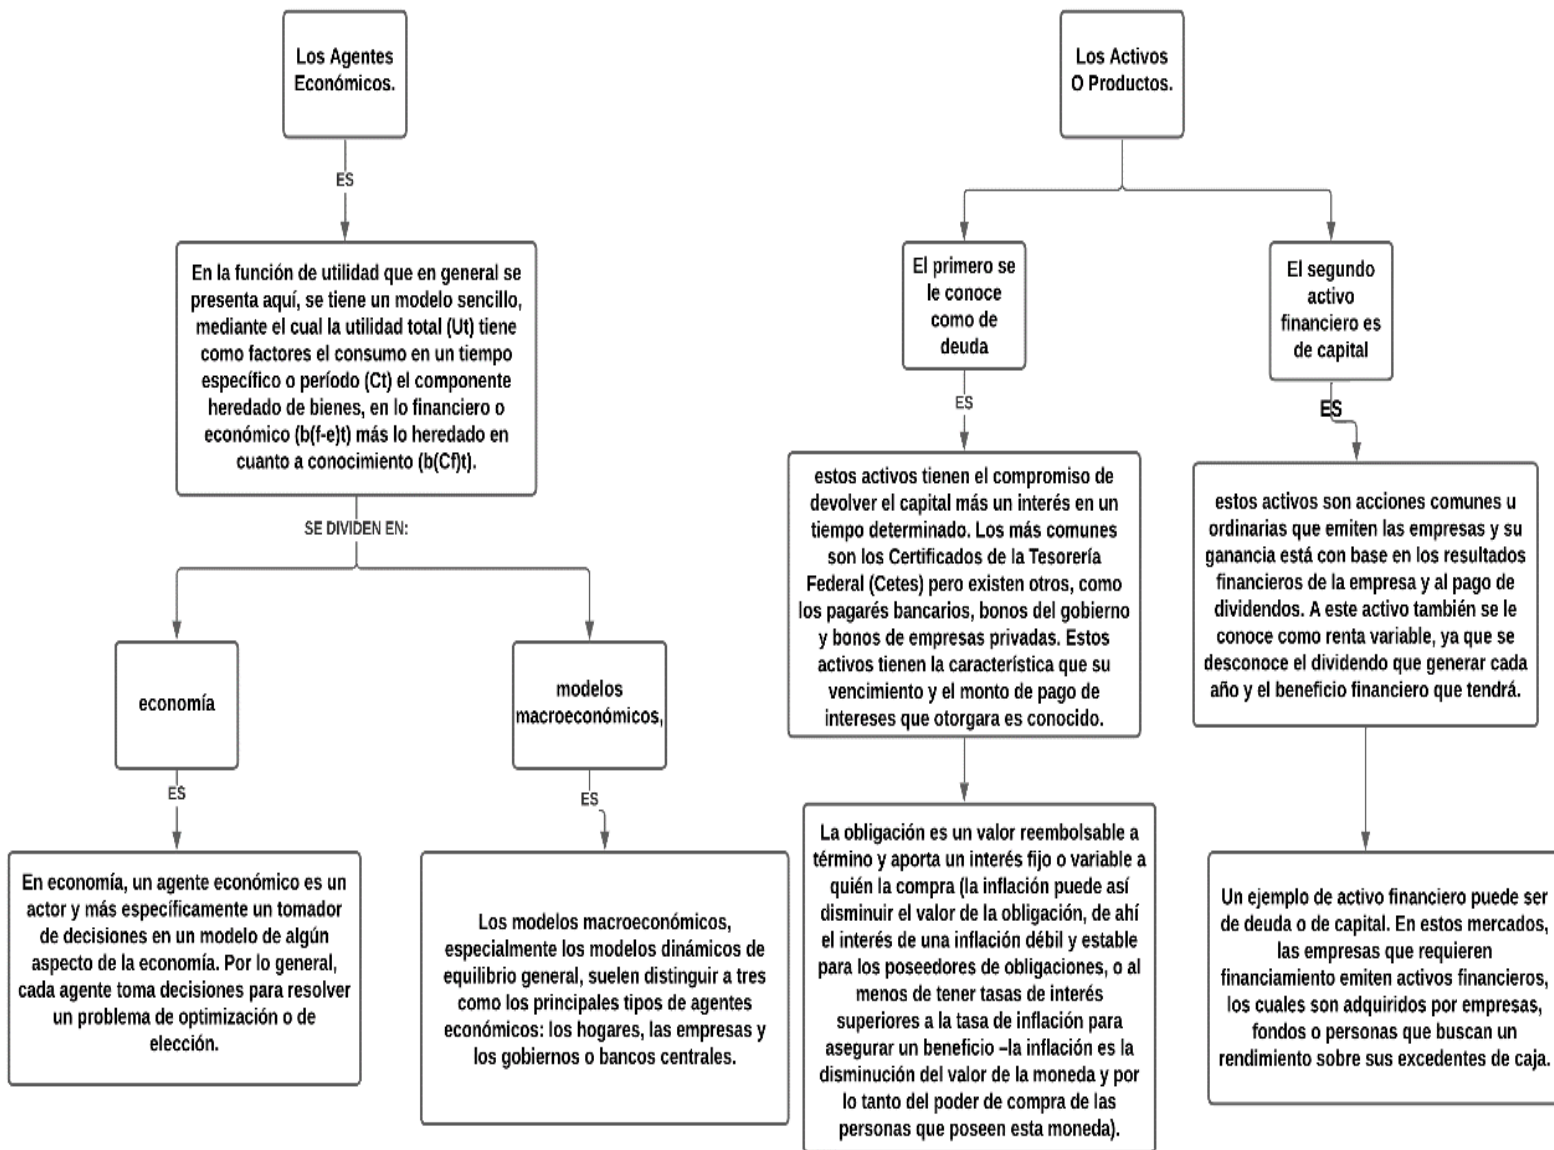 Los Agentes
Económicos.
ES
En la función de utilidad que en general se
presenta aquí, se tiene un modelo sencillo,
mediante el cual la utilidad total (Ut) tiene
como factores el consumo en un tiempo
específico o período (Ct) el componente
heredado de bienes, en lo financiero o
económico (b(f-e)t) más lo heredado en
cuanto a conocimiento (b(Cf)t).
SE DIVIDEN EN:
economía
ES
En economía, un agente económico es un
actor y más específicamente un tomador
de decisiones en un modelo de algún
aspecto de la economía. Por lo general,
cada agente toma decisiones para resolver
un problema de optimización o de
elección.
modelos
macroeconómicos,
ES
Los modelos macroeconómicos,
especialmente los modelos dinámicos de
equilibrio general, suelen distinguir a tres
como los principales tipos de agentes
económicos: los hogares, las empresas y
los gobiernos o bancos centrales.
Los Activos
O Productos.
El primero se
le conoce
como de
deuda
ES
estos activos tienen el compromiso de
devolver el capital más un interés en un
tiempo determinado. Los más comunes
son los Certificados de la Tesorería
Federal (Cetes) pero existen otros, como
los pagarés bancarios, bonos del gobierno
y bonos de empresas privadas. Estos
activos tienen la característica que su
vencimiento y el monto de pago de
intereses que otorgara es conocido.
La obligación es un valor reembolsable a
término y aporta un interés fijo o variable a
quién la compra (la inflación puede así
disminuir el valor de la obligación, de ahí
el interés de una inflación débil y estable
para los poseedores de obligaciones, o al
menos de tener tasas de interés
superiores a la tasa de inflación para
asegurar un beneficio –la inflación es la
disminución del valor de la moneda y por
lo tanto del poder de compra de las
personas que poseen esta moneda).
El segundo
activo
financiero es
de capital
ES
estos activos son acciones comunes u
ordinarias que emiten las empresas y su
ganancia está con base en los resultados
financieros de la empresa y al pago de
dividendos. A este activo también se le
conoce como renta variable, ya que se
desconoce el dividendo que generar cada
año y el beneficio financiero que tendrá.
Un ejemplo de activo financiero puede ser
de deuda o de capital. En estos mercados,
las empresas que requieren
financiamiento emiten activos financieros,
los cuales son adquiridos por empresas,
fondos o personas que buscan un
rendimiento sobre sus excedentes de caja.